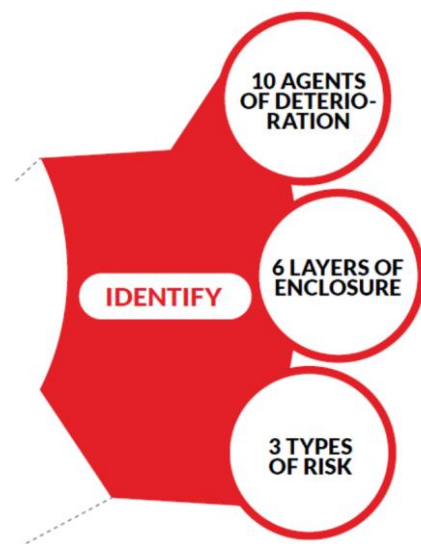 10 AGENTS
OF DETERIO-
RATION
6 LAYERS OF
ENCLOSURE
IDENTIFY
3 TYPES
OF RISK